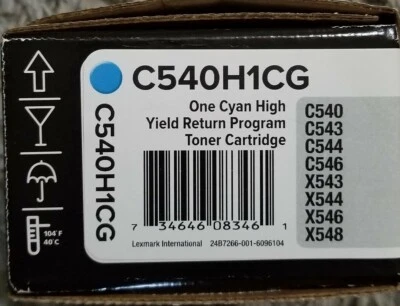 C540H1CG
One Cyan High
Yield Return Program
Toner Cartridge
C540H1CG
C540
C543
C544
C546
X543
X544
X546
X548
7 34646 08346 1
Lexmark International 24B7266-001-6096104
104°F
40°C